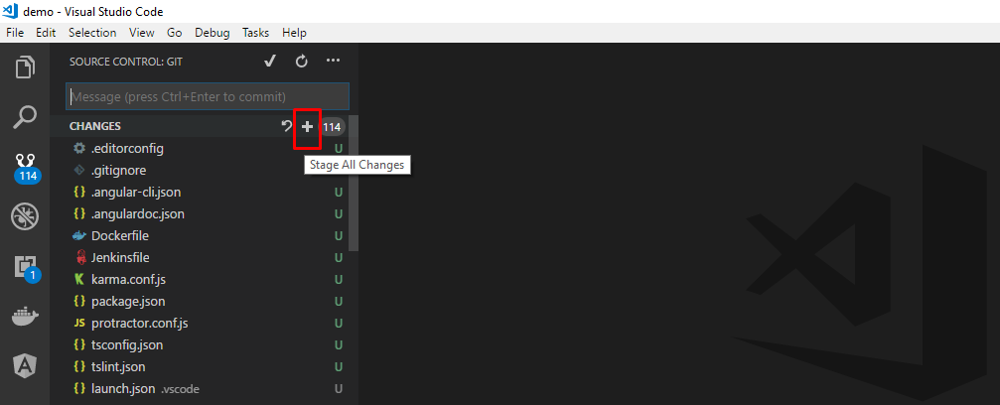 demo - Visual Studio Code
File Edit Selection View Go Debug Tasks Help
SOURCE CONTROL: GIT
Message (press Ctrl+Enter to commit)
CHANGES 114
.editorconfig U
Stage All Changes
.gitignore
114
.angular-cli.json U
.angulardoc.json U
Dockerfile U
Jenkinsfile U
1
karma.conf.js U
package.json U
JS protractor.conf.js U
tsconfig.json U
tslint.json U
launch.json .vscode U